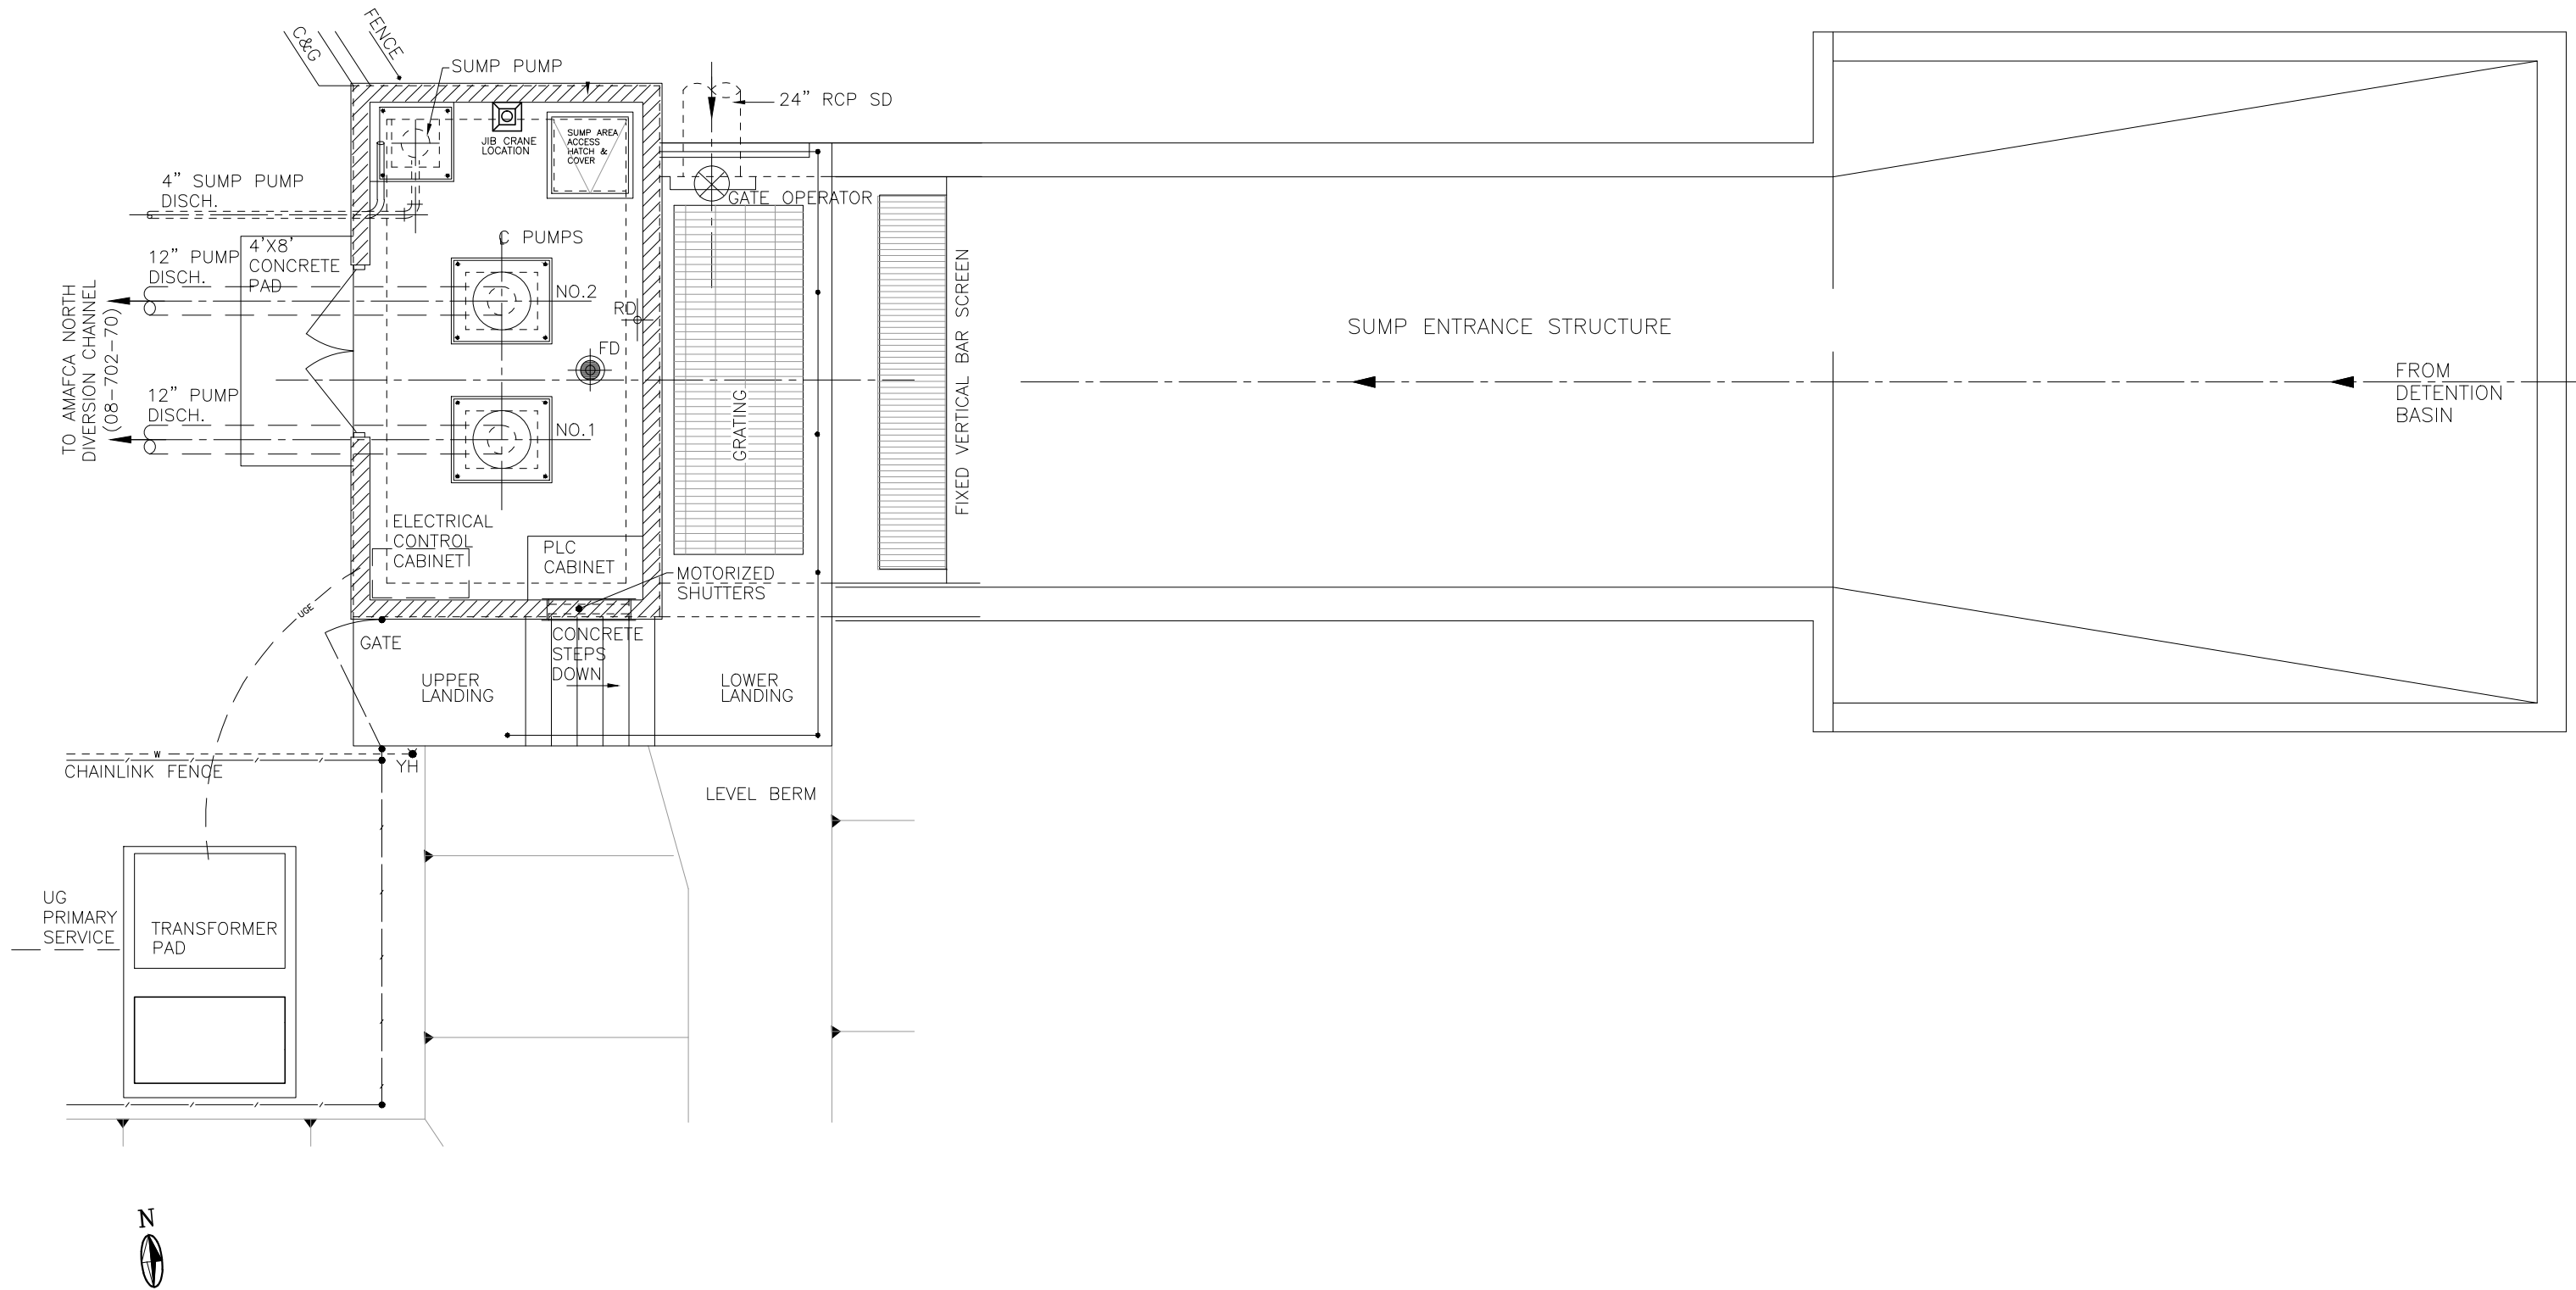 FENCE
C&G
SUMP PUMP
24" RCP SD
SUMP AREA
ACCESS
HATCH &
COVER
JIB CRANE
LOCATION
4" SUMP PUMP
DISCH.
GATE OPERATOR
C PUMPS
4'X8'
CONCRETE
PAD
12" PUMP
DISCH.
NO.2
RD
FD
TO AMAFCA NORTH
DIVERSION CHANNEL
(08-702-70)
12" PUMP
DISCH.
NO.1
GRATING
FIXED VERTICAL BAR SCREEN
SUMP ENTRANCE STRUCTURE
FROM
DETENTION
BASIN
ELECTRICAL
CONTROL
CABINET
PLC
CABINET
MOTORIZED
SHUTTERS
UGE
GATE
CONCRETE
STEPS
DOWN
UPPER
LANDING
LOWER
LANDING
W
YH
CHAINLINK FENCE
LEVEL BERM
UG
PRIMARY
SERVICE
TRANSFORMER
PAD
N